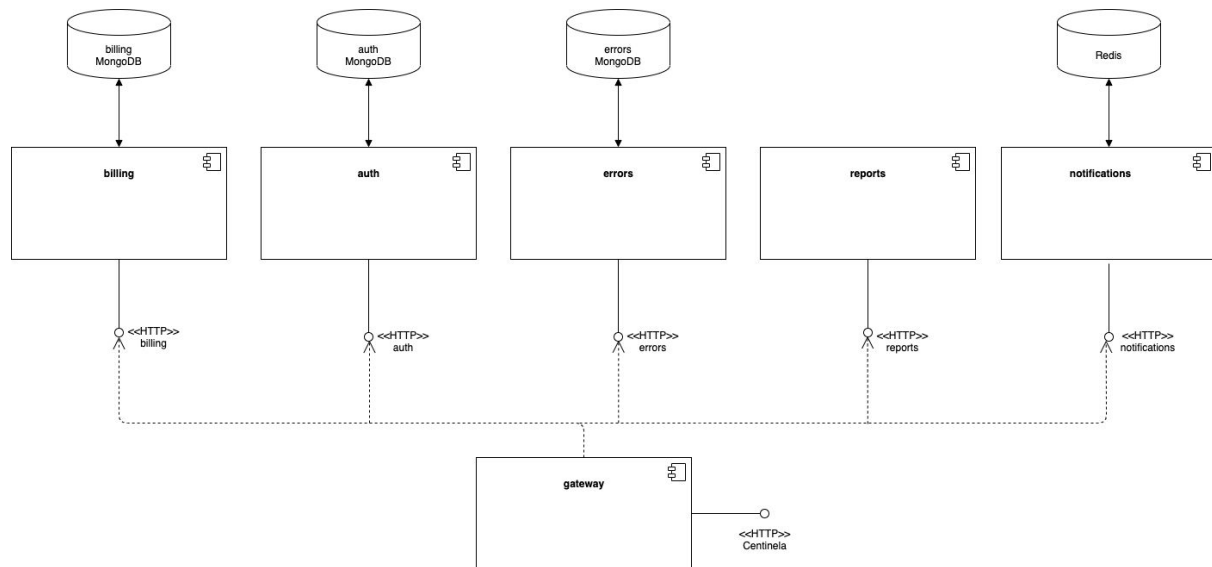 billing
MongoDB
auth
MongoDB
errors
MongoDB
Redis
billing
auth
errors
reports
notifications
<<HTTP>>
billing
<<HTTP>>
auth
<<HTTP>>
errors
<<HTTP>>
reports
<<HTTP>>
notifications
gateway
<<HTTP>>
Centinela